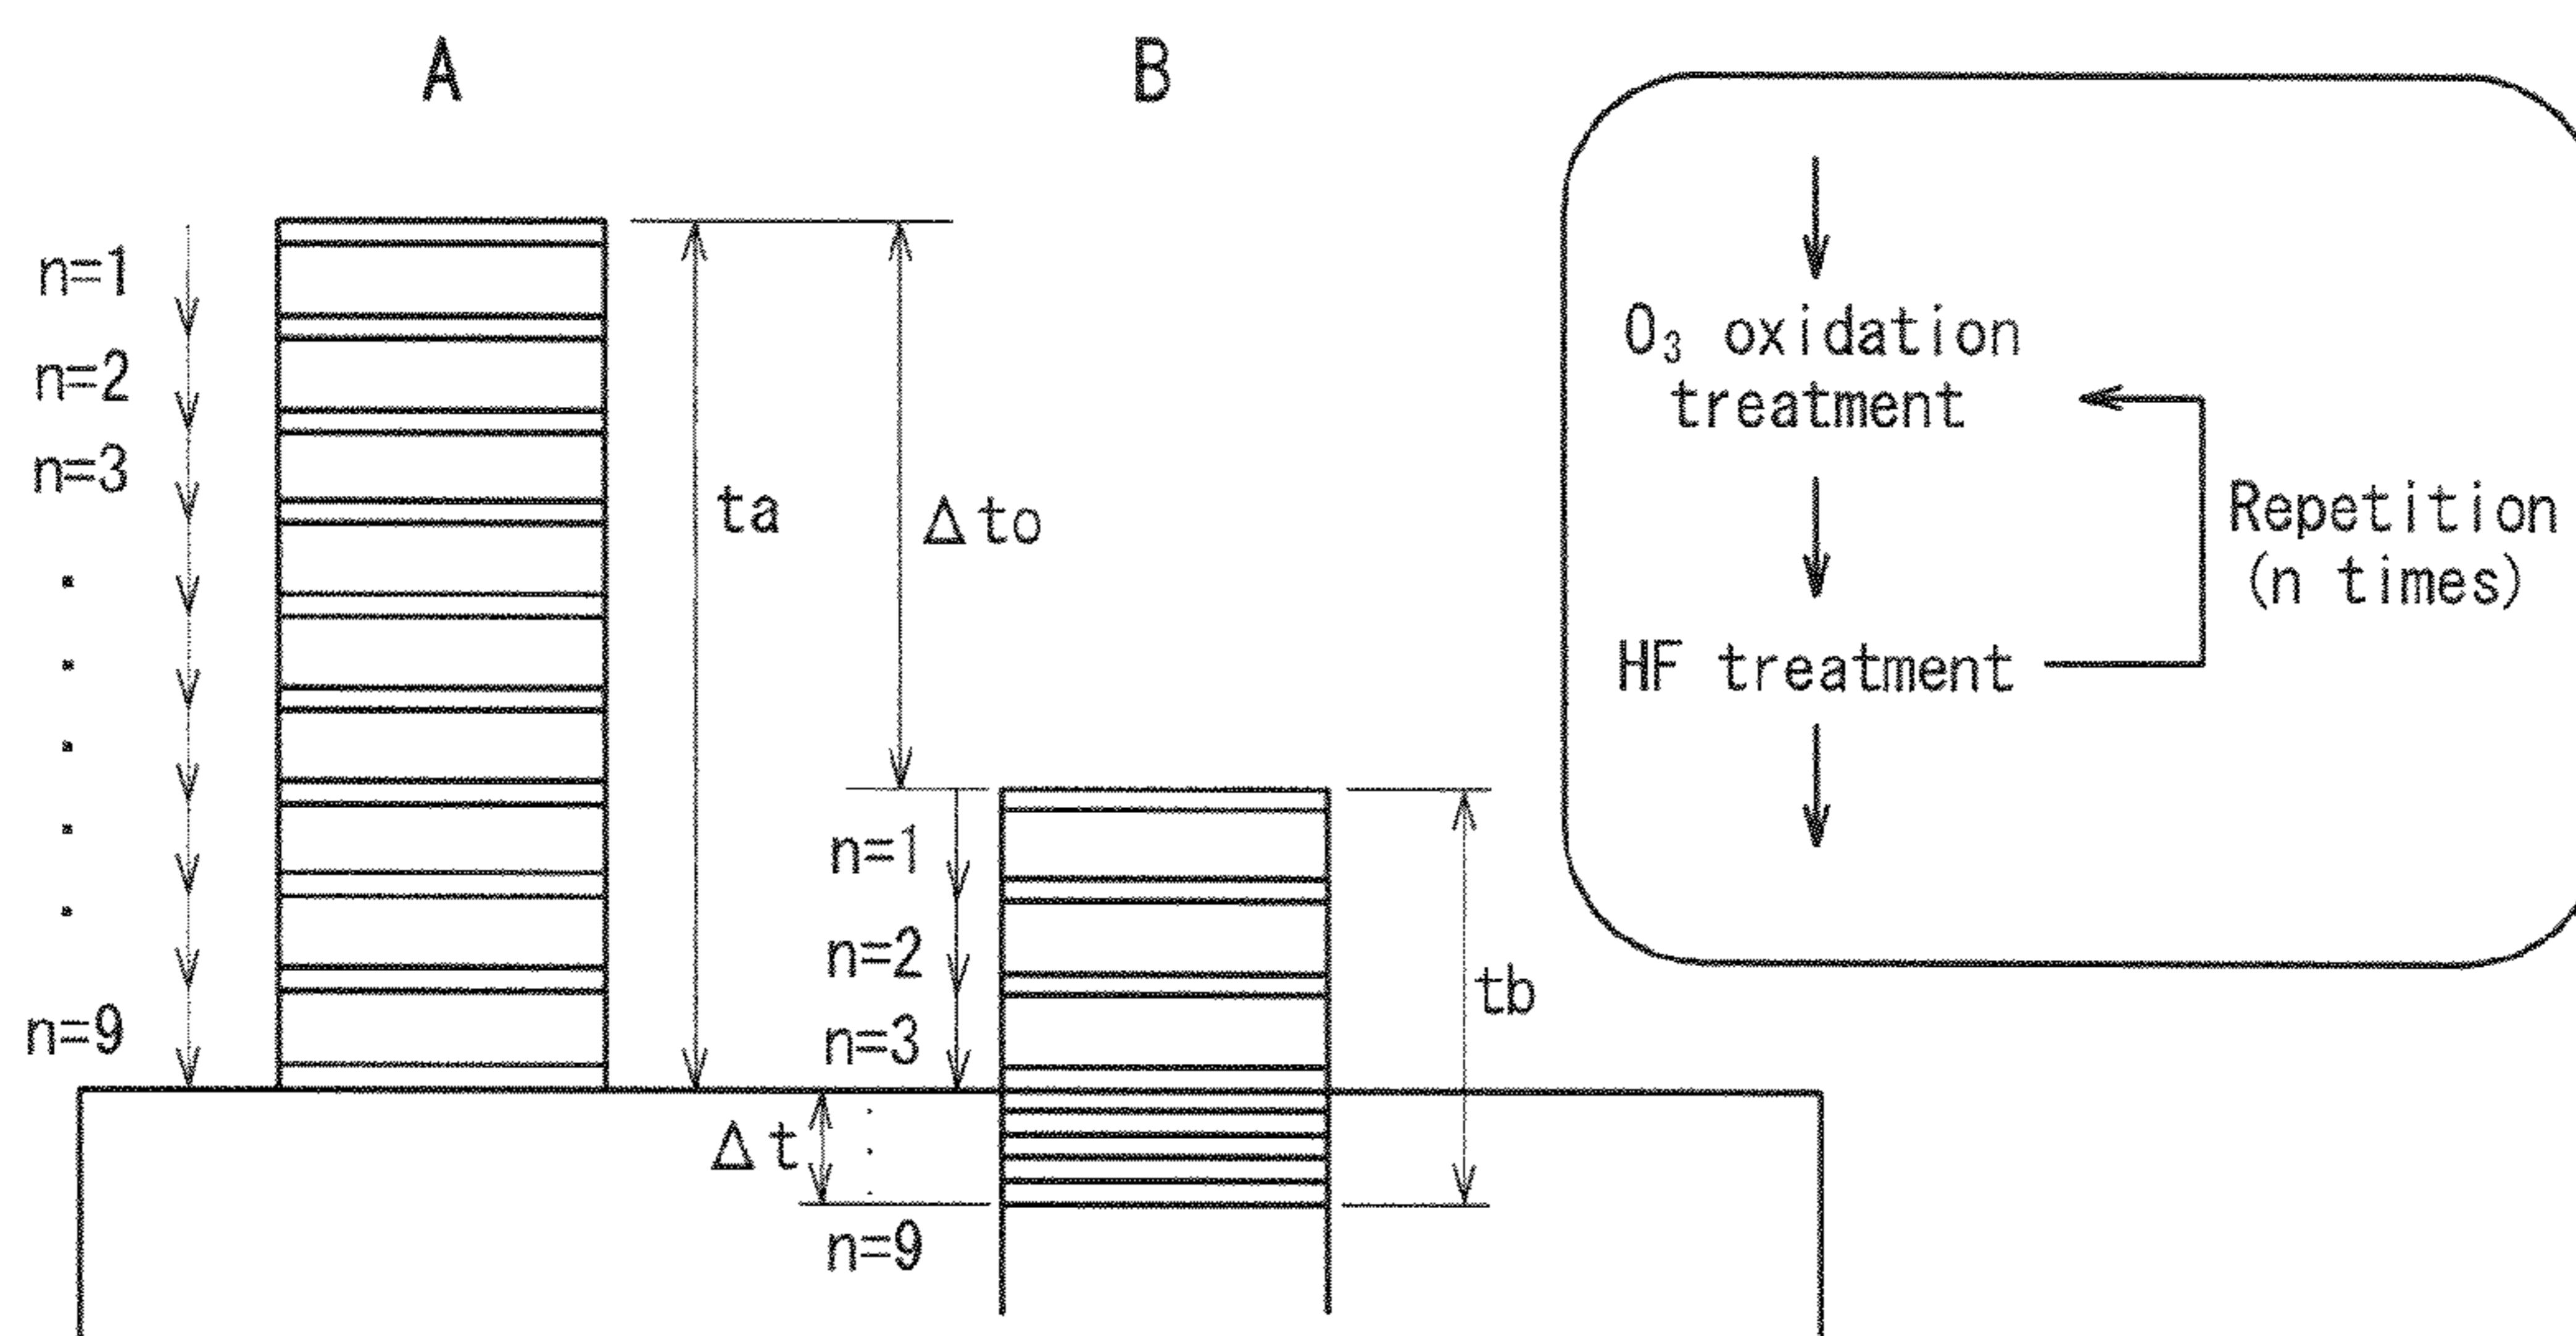 A
B
n=1
n=2
n=3
n=9
ta
Δto
n=1
n=2
n=3
tb
Δt
n=9
O₃ oxidation
treatment
HF treatment
Repetition
(n times)